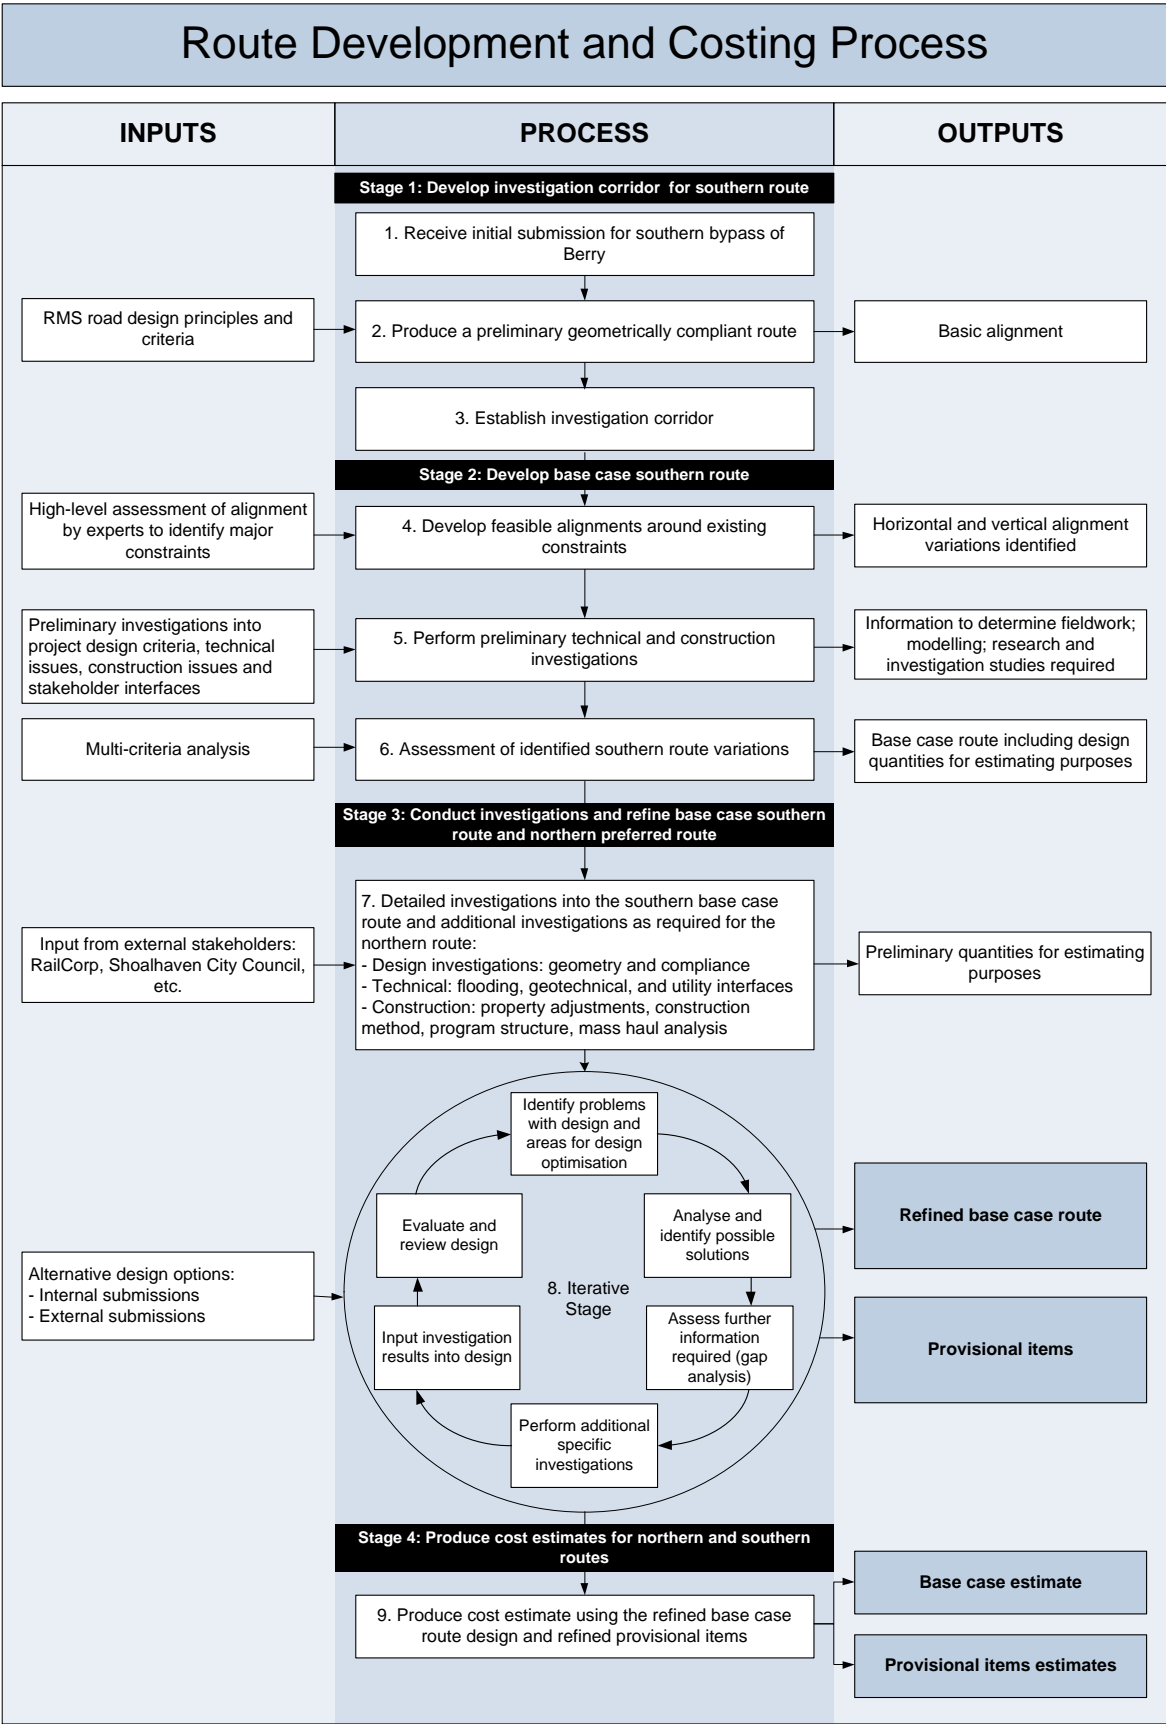 Route Development and Costing Process
INPUTS
PROCESS
OUTPUTS
Stage 1: Develop investigation corridor for southern route
1. Receive initial submission for southern bypass of
Berry
RMS road design principles and
criteria
2. Produce a preliminary geometrically compliant route
Basic alignment
3. Establish investigation corridor
Stage 2: Develop base case southern route
High-level assessment of alignment
by experts to identify major
constraints
4. Develop feasible alignments around existing
constraints
Horizontal and vertical alignment
variations identified
Preliminary investigations into
project design criteria, technical
issues, construction issues and
stakeholder interfaces
5. Perform preliminary technical and construction
investigations
Information to determine fieldwork;
modelling; research and
investigation studies required
Multi-criteria analysis
6. Assessment of identified southern route variations
Base case route including design
quantities for estimating purposes
Stage 3: Conduct investigations and refine base case southern
route and northern preferred route
Input from external stakeholders:
RailCorp, Shoalhaven City Council,
etc.
7. Detailed investigations into the southern base case
route and additional investigations as required for the
northern route:
- Design investigations: geometry and compliance
- Technical: flooding, geotechnical, and utility interfaces
- Construction: property adjustments, construction
method, program structure, mass haul analysis
Preliminary quantities for estimating
purposes
Alternative design options:
- Internal submissions
- External submissions
8. Iterative
Stage
Identify problems
with design and
areas for design
optimisation
Analyse and
identify possible
solutions
Assess further
information
required (gap
analysis)
Perform additional
specific
investigations
Input investigation
results into design
Evaluate and
review design
Refined base case route
Provisional items
Stage 4: Produce cost estimates for northern and southern
routes
9. Produce cost estimate using the refined base case
route design and refined provisional items
Base case estimate
Provisional items estimates